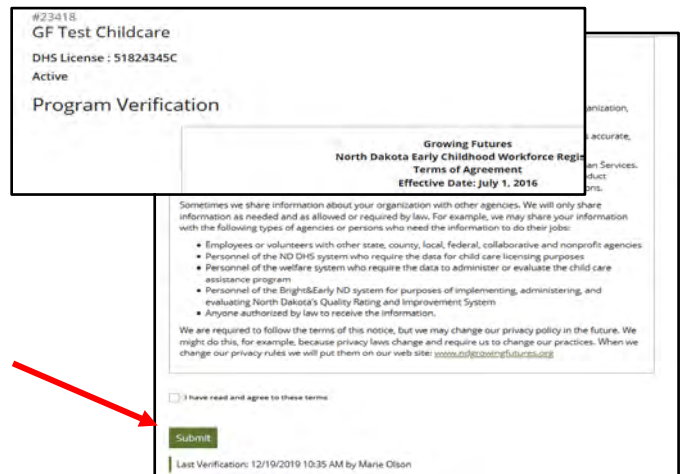 #23418
GF Test Childcare
DHS License : 51824345C
Active
Program Verification
anization,
accurate,
Growing Futures
North Dakota Early Childhood Workforce Regis
an Services.
Terms of Agreement
duct
Effective Date: July 1, 2016
ons.
Sometimes we share information about your organization with other agencies. We will only share
information as needed and as allowed or required by law. For example, we may share your information
with the following types of agencies or persons who need the information to do their jobs:
• Employees or volunteers with other state, county, local, federal, collaborative and nonprofit agencies
• Personnel of the ND DHS system who require the data for child care licensing purposes
• Personnel of the welfare system who require the data to administer or evaluate the child care
assistance program
• Personnel of the Bright&Early ND system for purposes of implementing, administering, and
evaluating North Dakota's Quality Rating and Improvement System
• Anyone authorized by law to receive the information.
We are required to follow the terms of this notice, but we may change our privacy policy in the future. We
might do this, for example, because privacy laws change and require us to change our practices. When we
change our privacy rules we will put them on our web site: www.ndgrowingfutures.org
I have read and agree to these terms
Submit
Last Verification: 12/19/2019 10:35 AM by Marie Olson